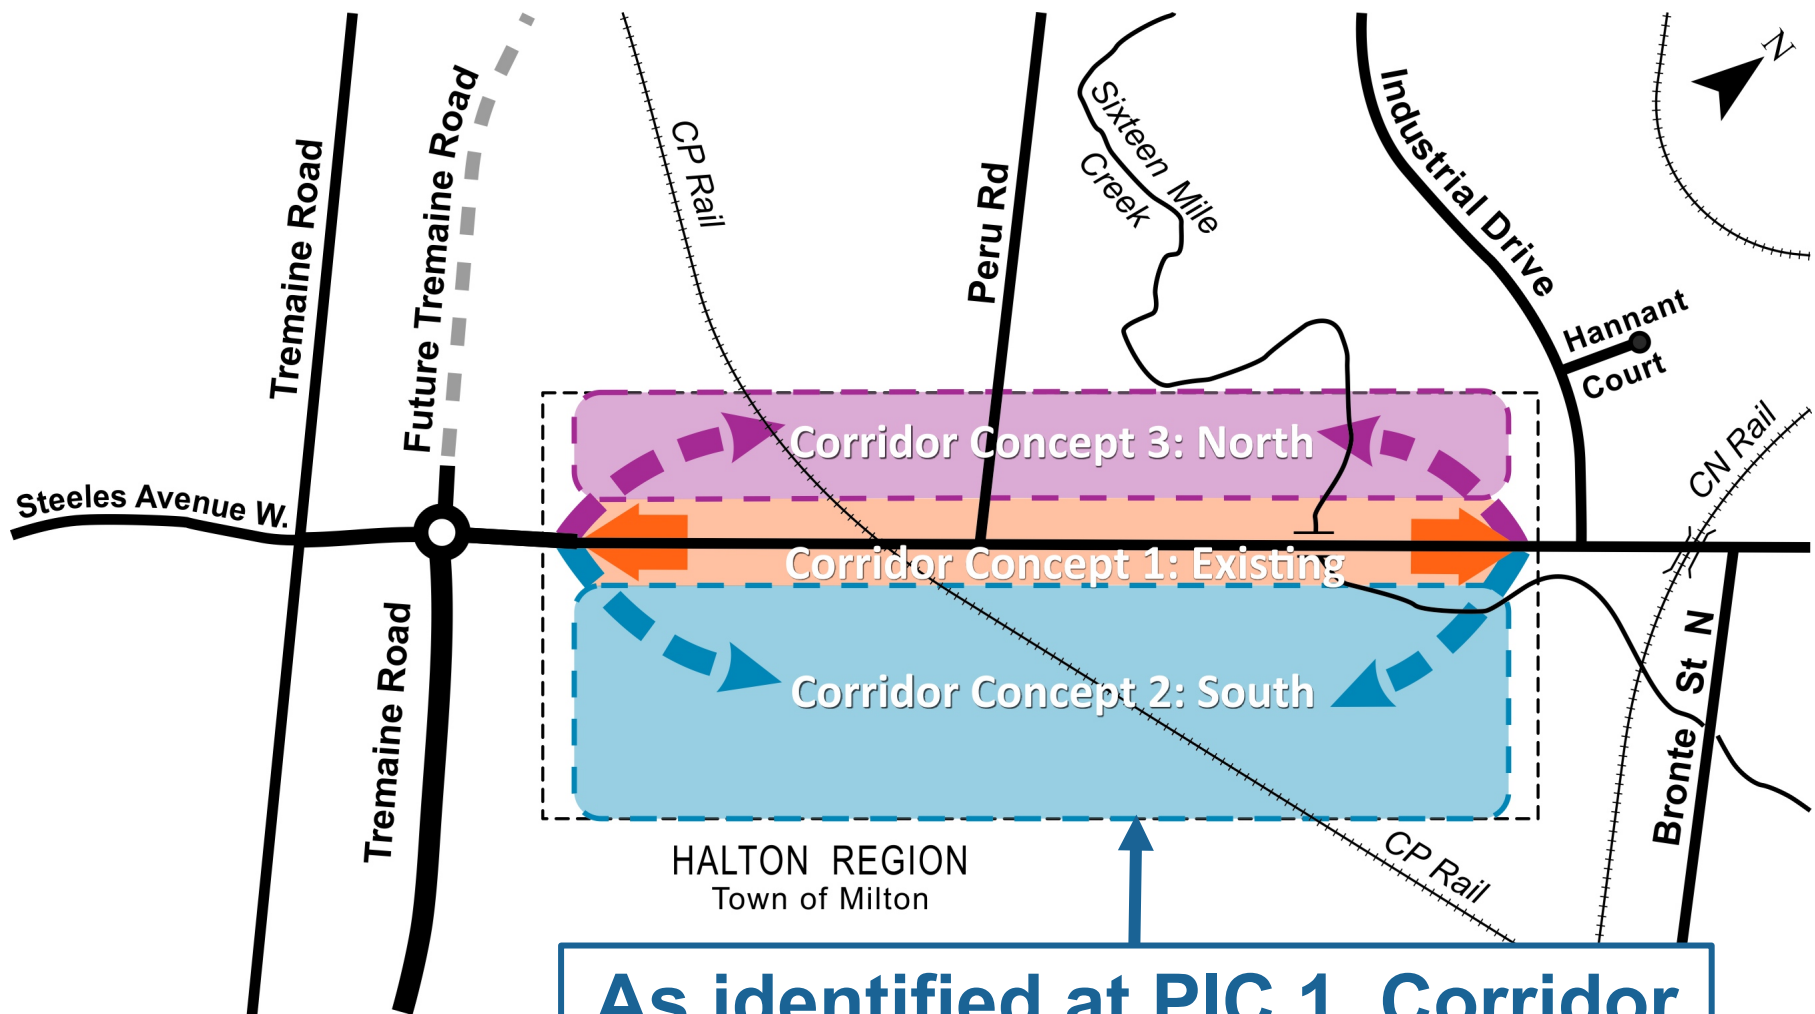 N
Tremaine Road
Future Tremaine Road
CP Rail
Peru Rd
Sixteen Mile
Creek
Industrial Drive
Hannant
Court
CN Rail
Steeles Avenue W.
Corridor Concept 3: North
Corridor Concept 1: Existing
Corridor Concept 2: South
Tremaine Road
Bronte St N
HALTON REGION
Town of Milton
CP Rail
As identified at PIC 1, Corridor